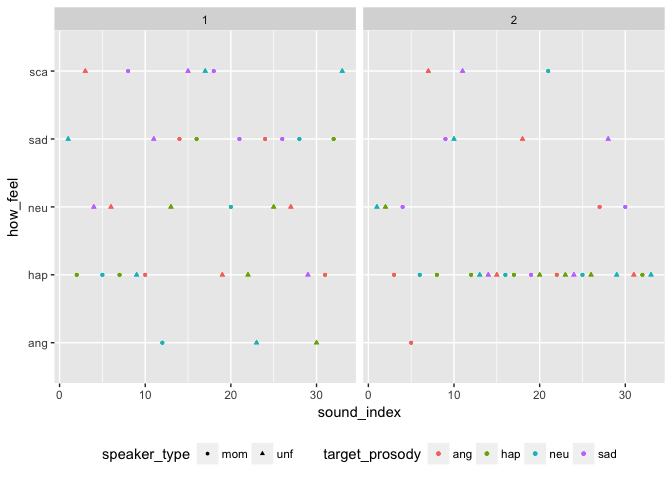 1 2
how_feel
sca
sad
neu
hap
ang
0 10 20 30 0 10 20 30
sound_index
speaker_type mom unf target_prosody ang hap neu sad